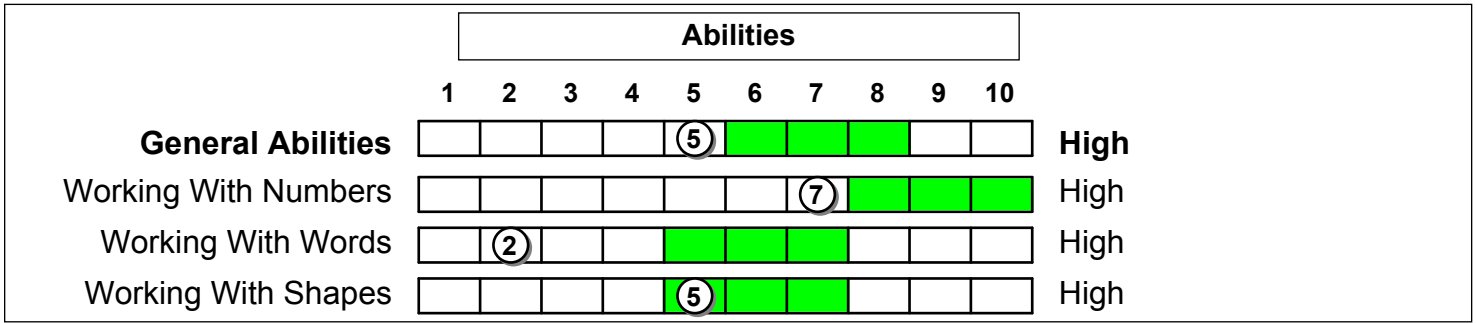 Abilities
1 2 3 4 5 6 7 8 9 10
General Abilities 5 High
Working With Numbers 7 High
Working With Words 2 High
Working With Shapes 5 High